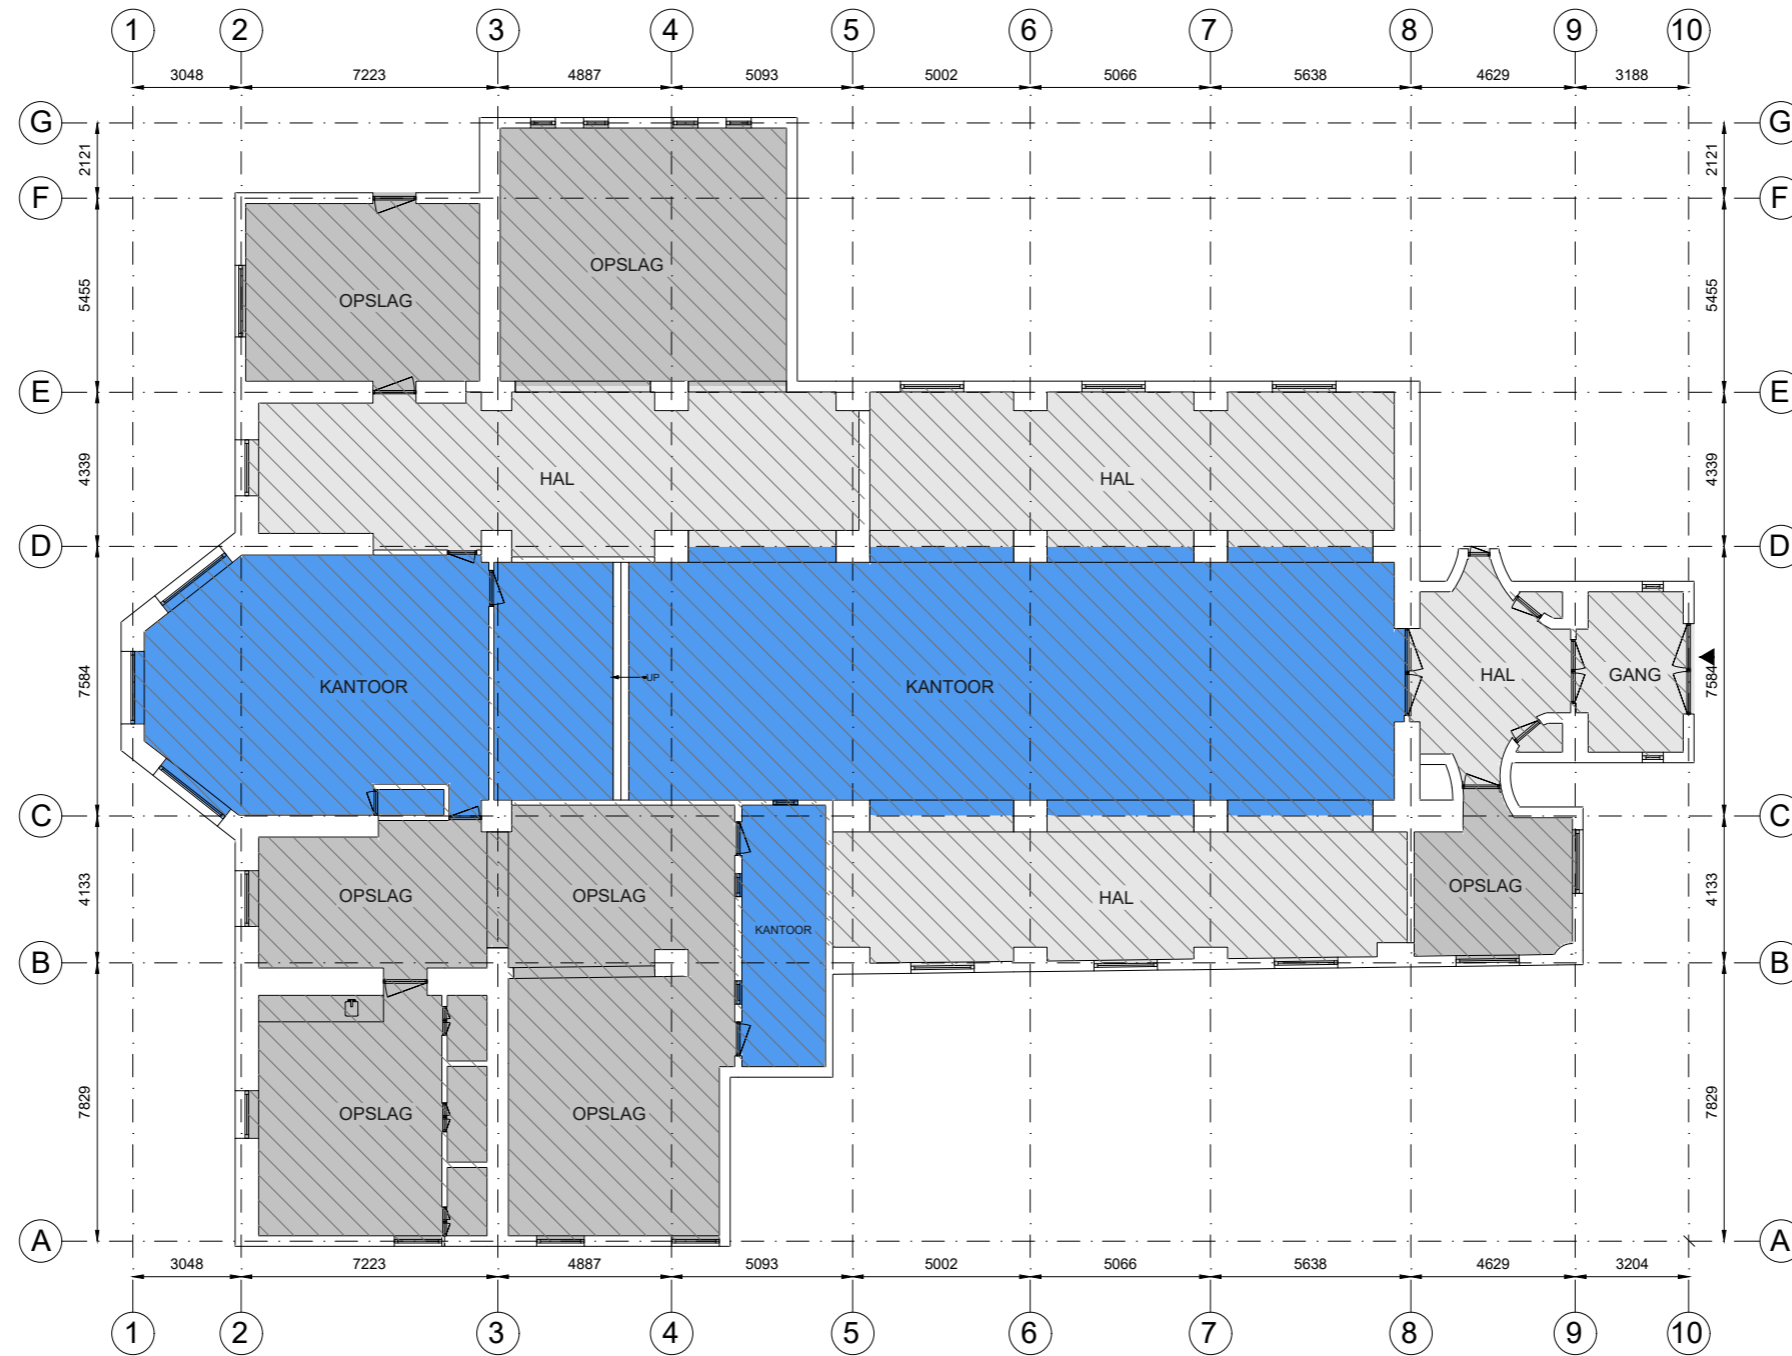 1 2 3 4 5 6 7 8 9 10
3048 7223 4887 5093 5002 5066 5638 4629 3188
G G
2121 2121
F F
OPSLAG
5455 OPSLAG 5455
E E
4339 HAL HAL 4339
D D
7584 KANTOOR UP KANTOOR HAL GANG 7584
C C
4133 OPSLAG OPSLAG KANTOOR HAL OPSLAG 4133
B B
7829 OPSLAG OPSLAG 7829
A A
3048 7223 4887 5093 5002 5066 5638 4629 3204
1 2 3 4 5 6 7 8 9 10